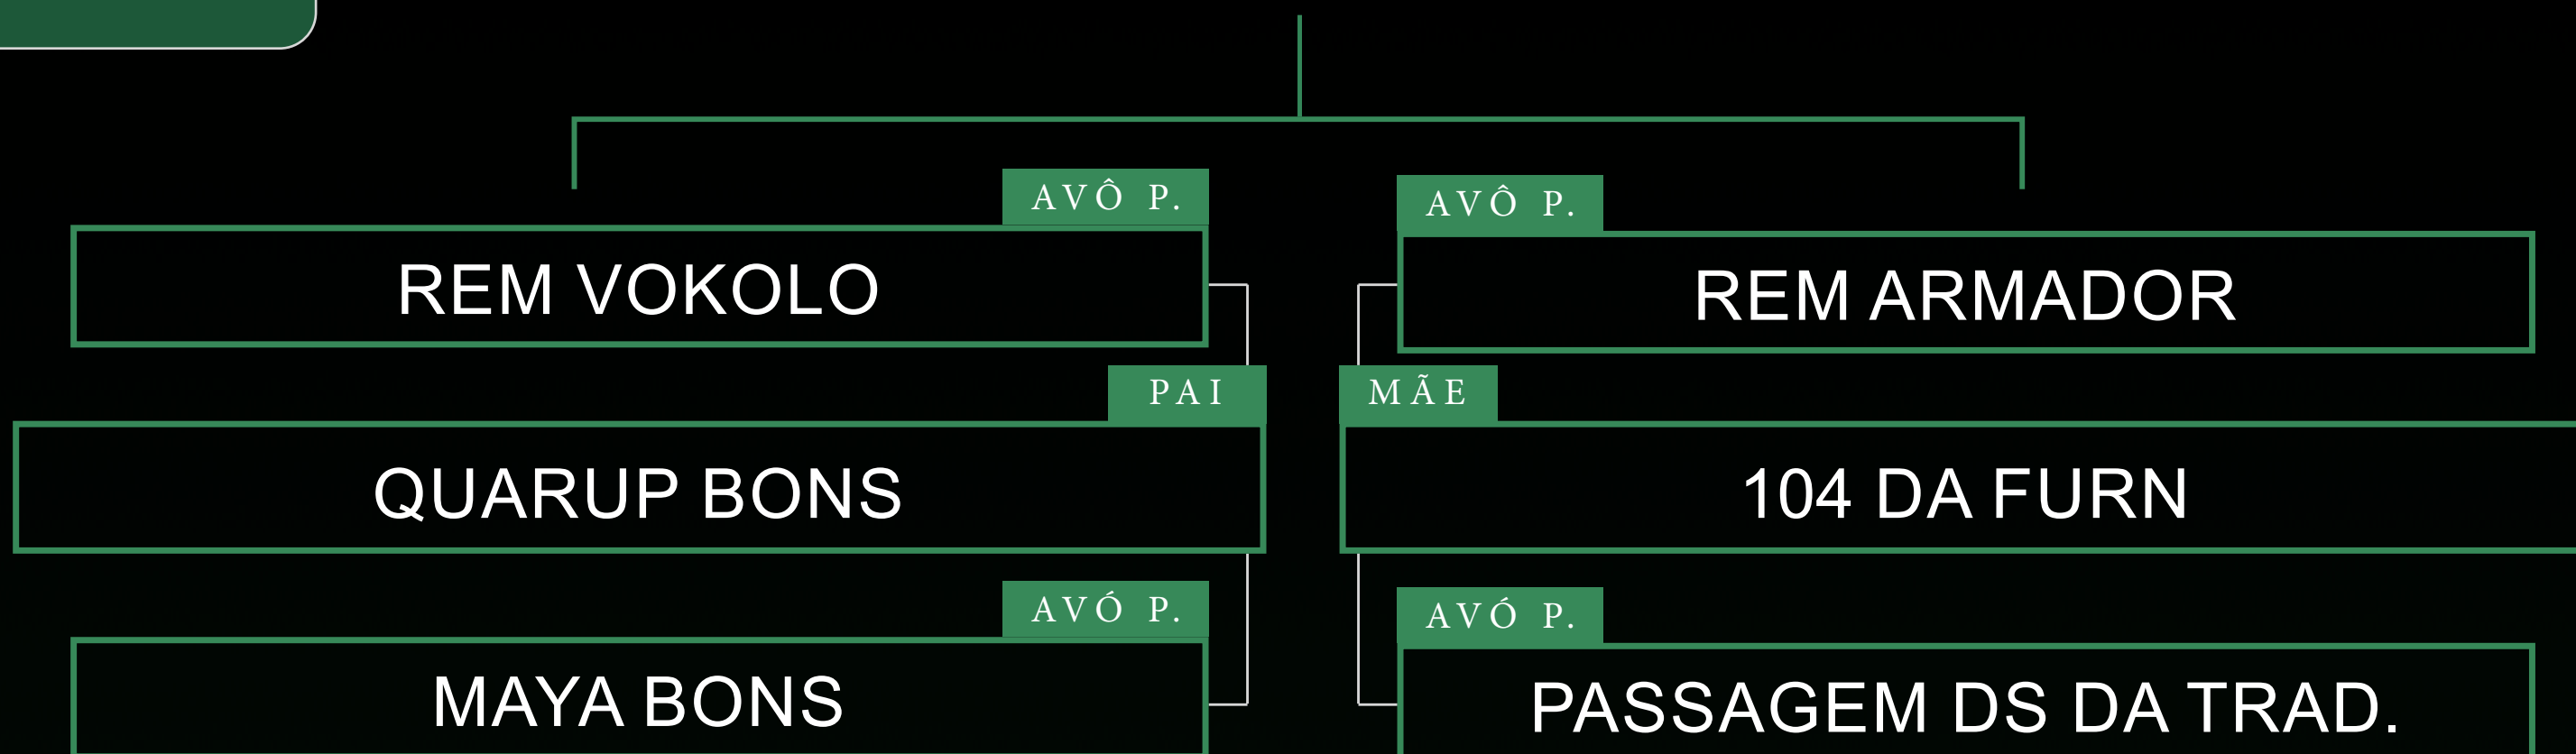 AVÔ P.
REM VOKOLO
PAI
QUARUP BONS
AVÓ P.
MAYA BONS
AVÔ P.
REM ARMADOR
MÃE
104 DA FURN
AVÓ P.
PASSAGEM DS DA TRAD.